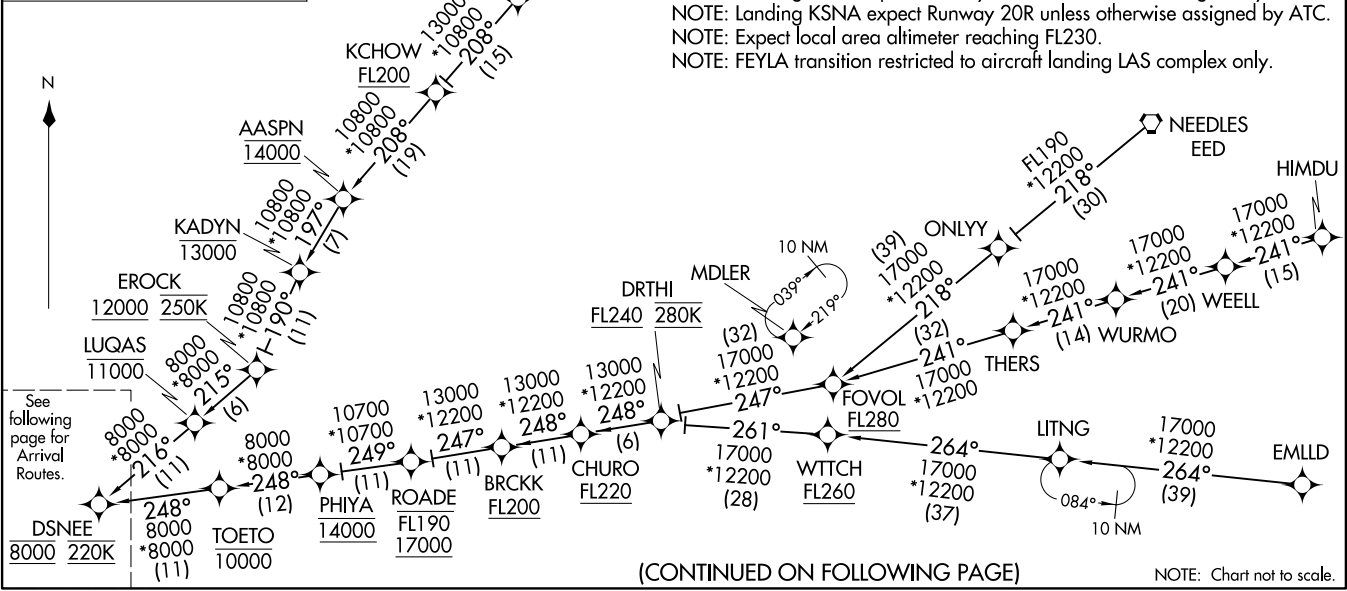 NOTE: Landing KSNA expect Runway 20R unless otherwise assigned by ATC.
NOTE: Expect local area altimeter reaching FL230.
NOTE: FEYLA transition restricted to aircraft landing LAS complex only.
N
13000
*10800
208°
(15)
KCHOW
FL200
10800
*10800
208°
(19)
AASPN
14000
10800
*10800
197°
(7)
KADYN
13000
10800
*10800
190°
(11)
EROCK
12000 250K
8000
*8000
215°
(6)
LUQAS
11000
8000
*8000
216°
(11)
See
following
page for
Arrival
Routes.
DSNEE
8000 220K
248°
8000
*8000
(11)
TOETO
10000
8000
*8000
248°
(12)
PHIYA
14000
10700
*10700
249°
(11)
ROADE
FL190
17000
13000
*12200
247°
(11)
BRCKK
FL200
13000
*12200
248°
(11)
CHURO
FL220
13000
*12200
248°
(6)
DRTHI
FL240 280K
MDLER
10 NM
039°
219°
(32)
17000
*12200
247°
FOVOL
FL280
261°
17000
*12200
(28)
WTTCH
FL260
264°
17000
*12200
(37)
LITNG
084°
10 NM
17000
*12200
264°
(39)
EMLLD
(39)
17000
*12200
218°
ONLYY
FL190
*12200
218°
(30)
NEEDLES
EED
(32)
241°
17000
*12200
THERS
17000
*12200
241°
(14)
WURMO
17000
*12200
241°
(20)
WEELL
17000
*12200
241°
(15)
HIMDU
(CONTINUED ON FOLLOWING PAGE)
NOTE: Chart not to scale.